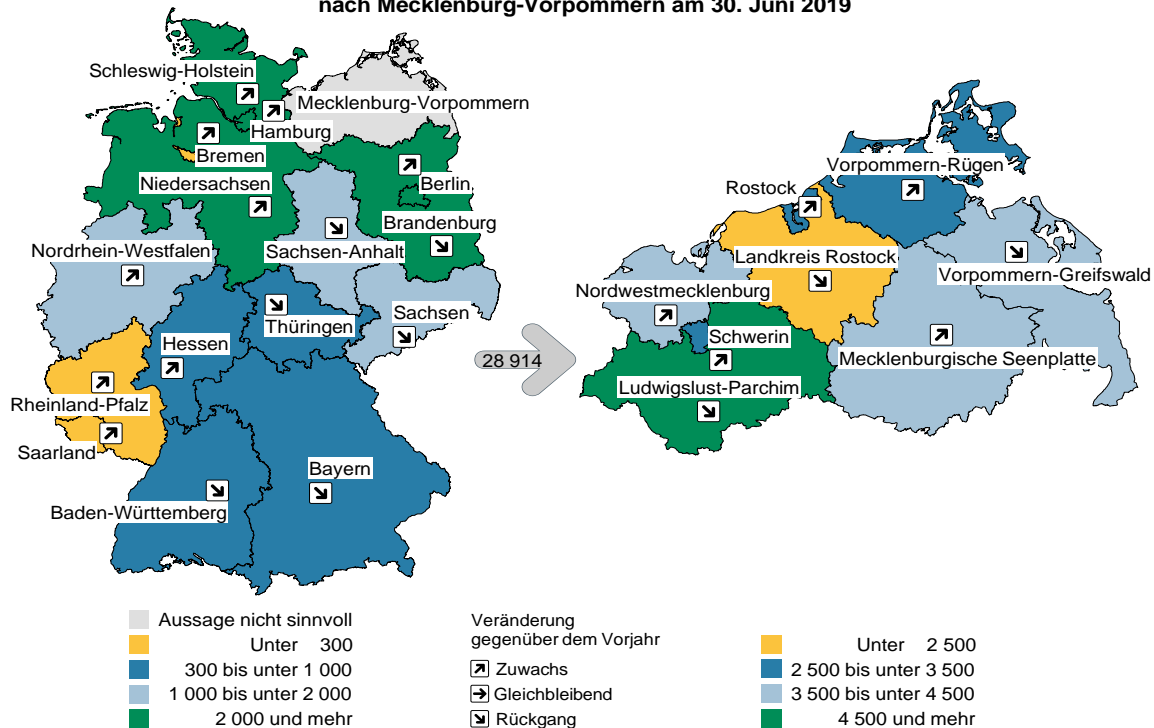 nach Mecklenburg-Vorpommern am 30. Juni 2019
Schleswig-Holstein
Mecklenburg-Vorpommern
Hamburg
Bremen
Niedersachsen
Berlin
Brandenburg
Nordrhein-Westfalen
Sachsen-Anhalt
Sachsen
Thüringen
Hessen
Rheinland-Pfalz
Saarland
Bayern
Baden-Württemberg
28 914
Vorpommern-Rügen
Rostock
Landkreis Rostock
Vorpommern-Greifswald
Nordwestmecklenburg
Schwerin
Mecklenburgische Seenplatte
Ludwigslust-Parchim
Aussage nicht sinnvoll
Unter 300
300 bis unter 1 000
1 000 bis unter 2 000
2 000 und mehr
Veränderung
gegenüber dem Vorjahr
Zuwachs
Gleichbleibend
Rückgang
Unter 2 500
2 500 bis unter 3 500
3 500 bis unter 4 500
4 500 und mehr